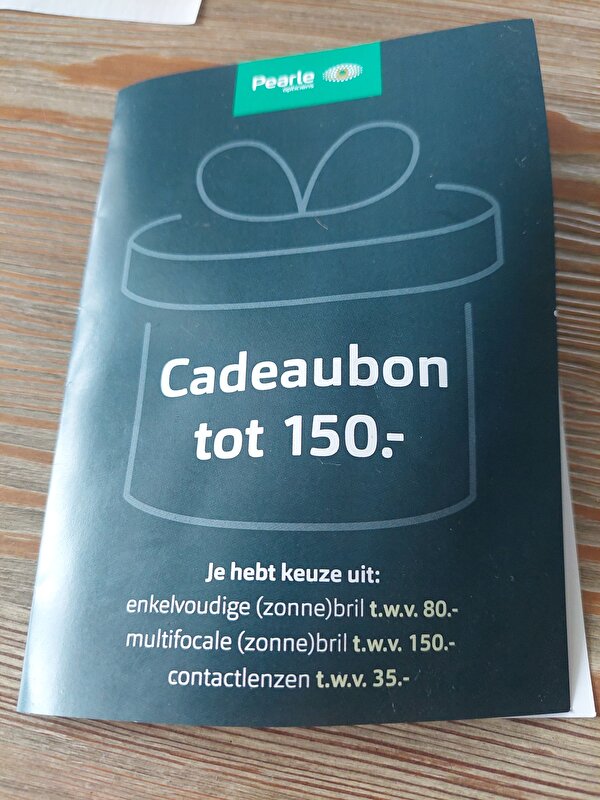 Pearle
opticiens
Cadeaubon
tot 150.-
Je hebt keuze uit:
enkelvoudige (zonne)bril t.w.v. 80.-
multifocale (zonne)bril t.w.v. 150.-
contactlenzen t.w.v. 35.-